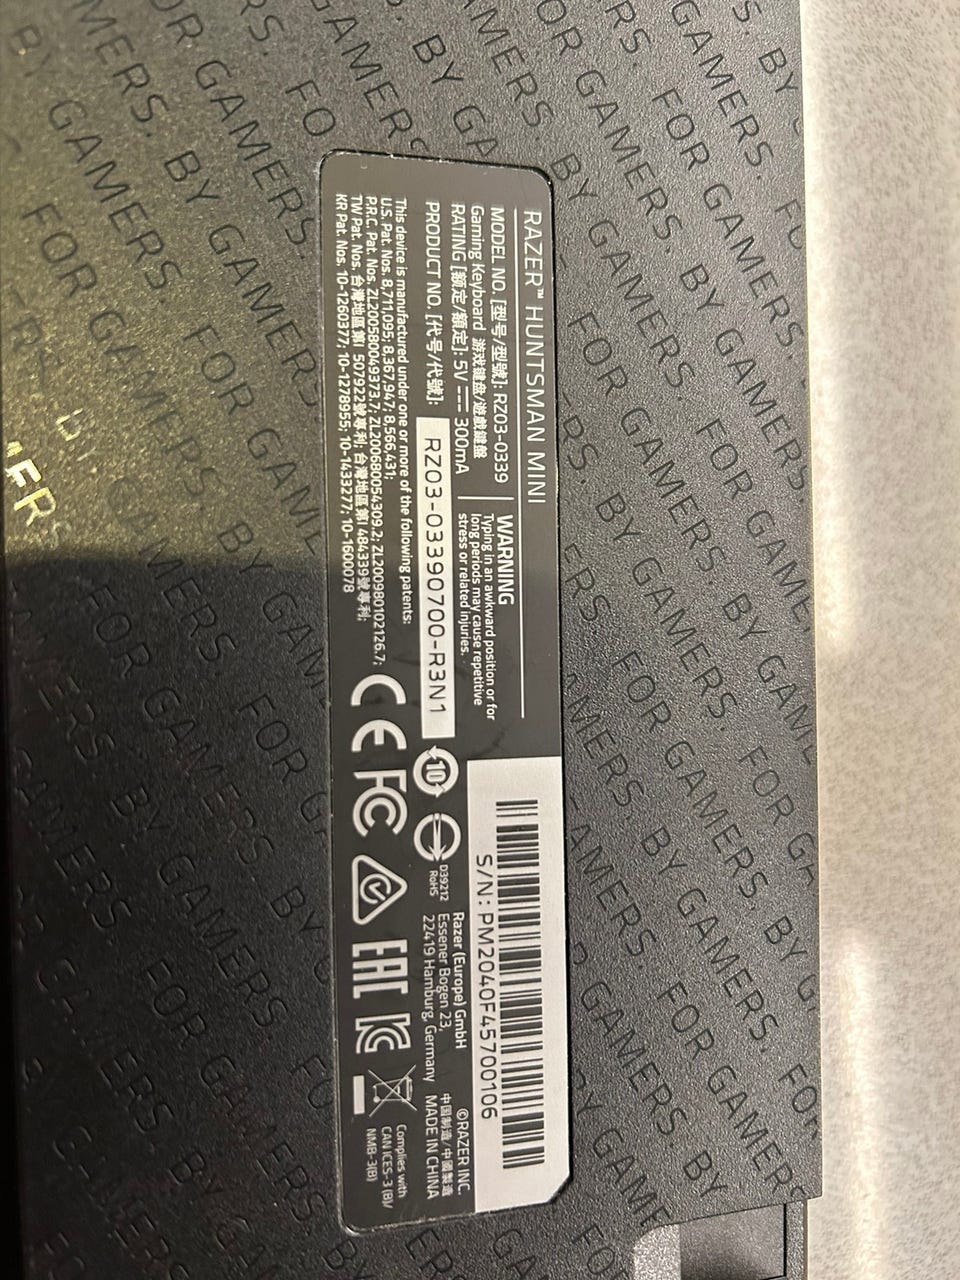 RAZER™ HUNTSMAN MINI
MODEL NO. [型号/型號]: RZ03-0339
Gaming Keyboard 游戏键盘/遊戲鍵盤
RATING [额定/額定]: 5V ⎓ 300mA
PRODUCT NO. [代号/代號]: RZ03-03390700-R3N1
WARNING
Typing in an awkward position or for
long periods may cause repetitive
stress or related injuries.
This device is manufactured under one or more of the following patents:
U.S. Pat. Nos. 8,711,095; 8,367,947; 8,566,431;
P.R.C. Pat. Nos. ZL200580049373.7; ZL200680054309.2; ZL200980102126.7;
TW Pat. Nos. 台灣地區第I 507922號專利; 台灣地區第I 484339號專利;
KR Pat. Nos. 10-1260377; 10-1278955; 10-1433277; 10-1600078
S/N: PM2040F45700106
10
D39212
RoHS
CE FC EAC
Razer (Europe) GmbH
Essener Bogen 23,
22419 Hamburg, Germany
©RAZER INC.
中国制造/中國製造
MADE IN CHINA
Complies with
CAN ICES-3 (B)/
NMB-3(B)
FOR GAMERS. BY GAMERS.